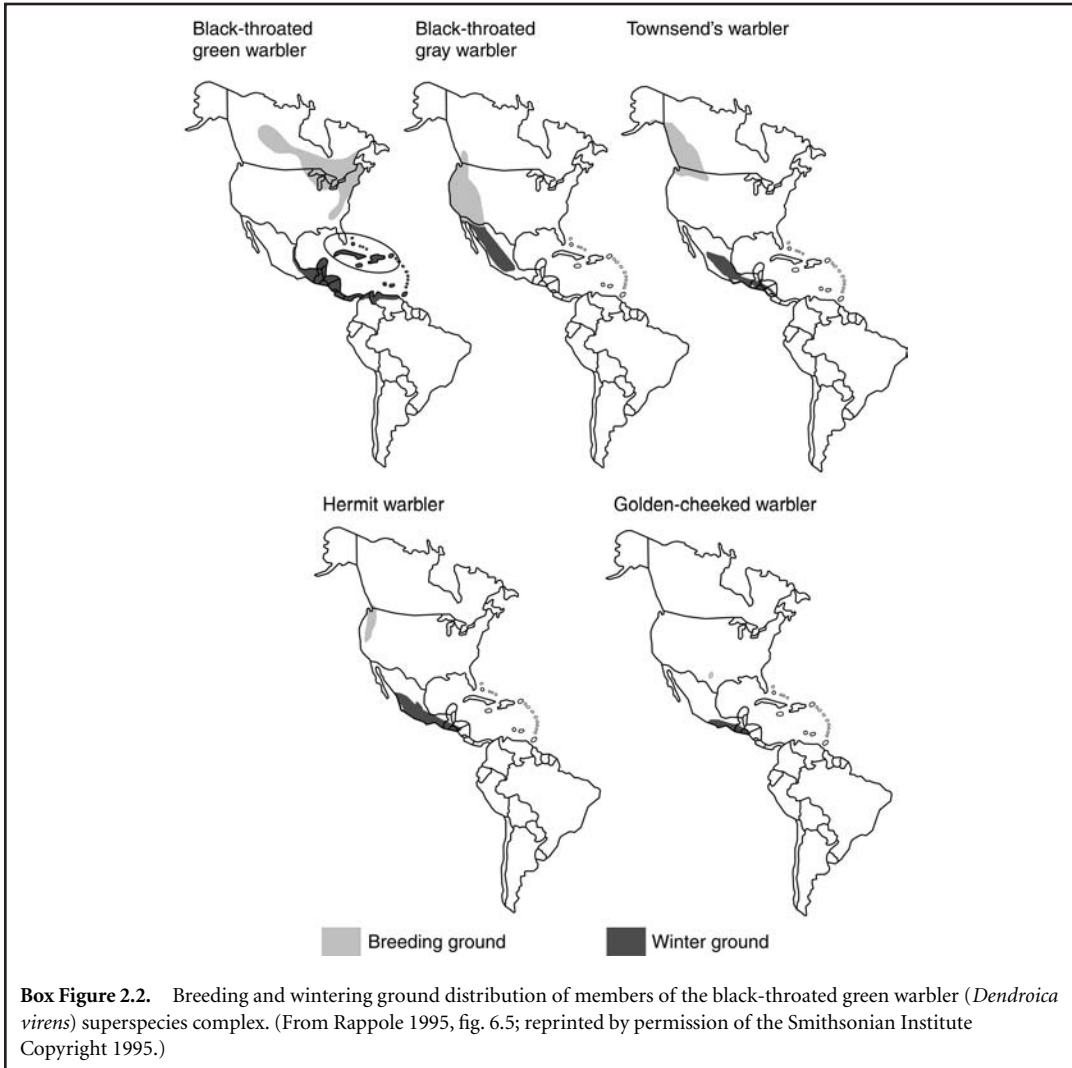 Black-throated
green warbler
Black-throated
gray warbler
Townsend's warbler
Hermit warbler
Golden-cheeked warbler
Breeding ground
Winter ground
Box Figure 2.2. Breeding and wintering ground distribution of members of the black-throated green warbler (Dendroica
virens) superspecies complex. (From Rappole 1995, fig. 6.5; reprinted by permission of the Smithsonian Institute
Copyright 1995.)